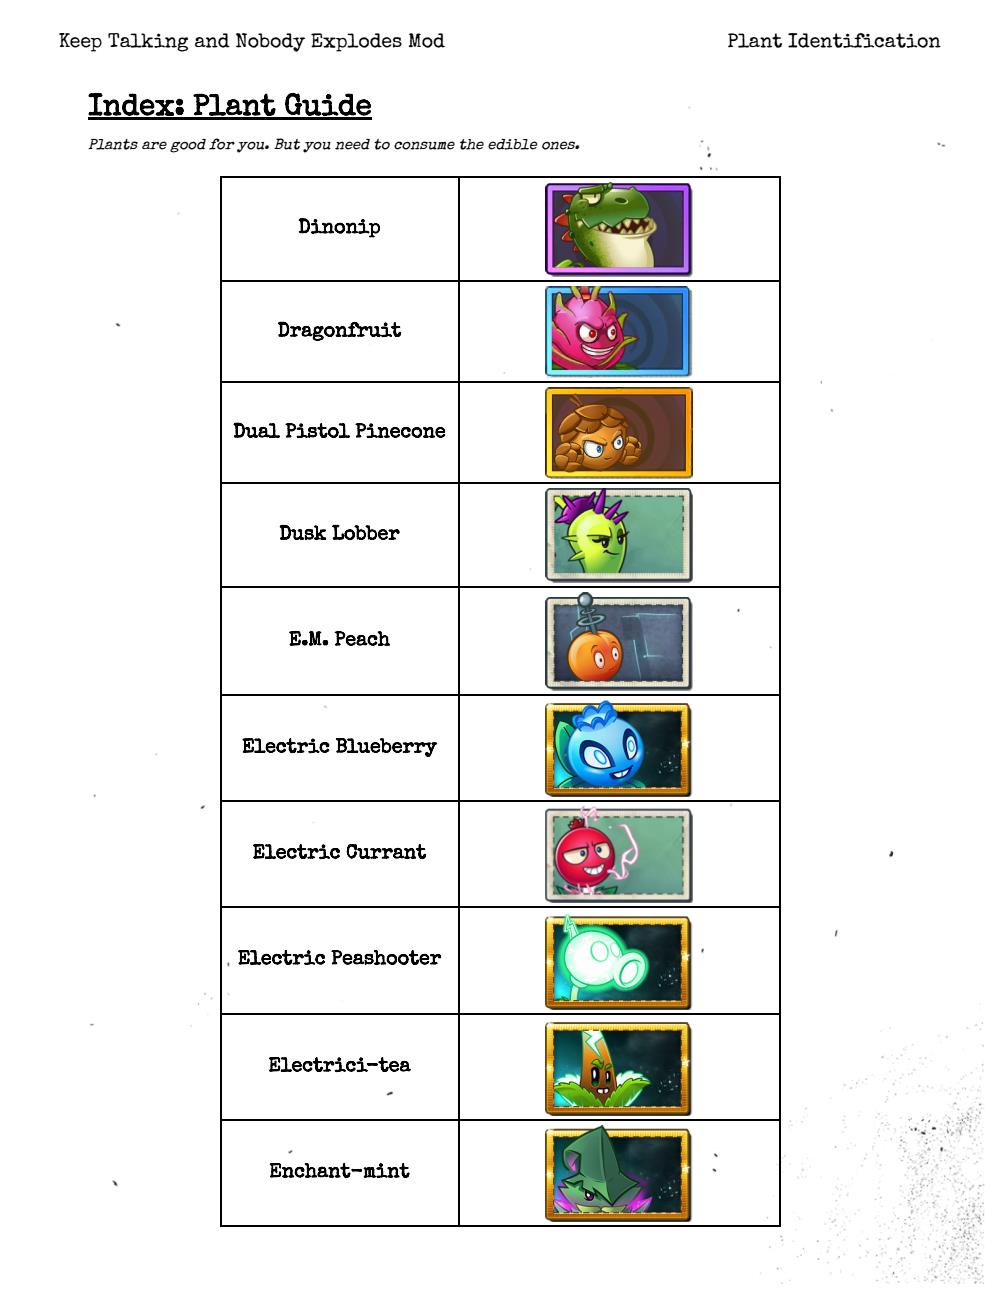 Keep Talking and Nobody Explodes Mod
Plant Identification
Index: Plant Guide
Plants are good for you. But you need to consume the edible ones.
Dinonip
Dragonfruit
Dual Pistol Pinecone
Dusk Lobber
E.M. Peach
Electric Blueberry
Electric Currant
Electric Peashooter
Electrici-tea
Enchant-mint